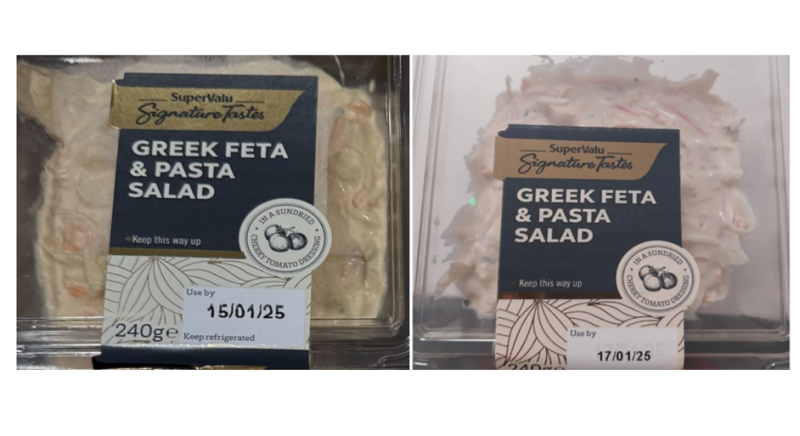 SuperValu
Signature Tastes
GREEK FETA
& PASTA
SALAD
Keep this way up
IN A SUNDRIED
CHERRY TOMATO DRESSING
Use by
15/01/25
240g℮
Keep refrigerated
SuperValu
Signature Tastes
GREEK FETA
& PASTA
SALAD
Keep this way up
IN A SUNDRIED
CHERRY TOMATO DRESSING
Use by
17/01/25
240g℮